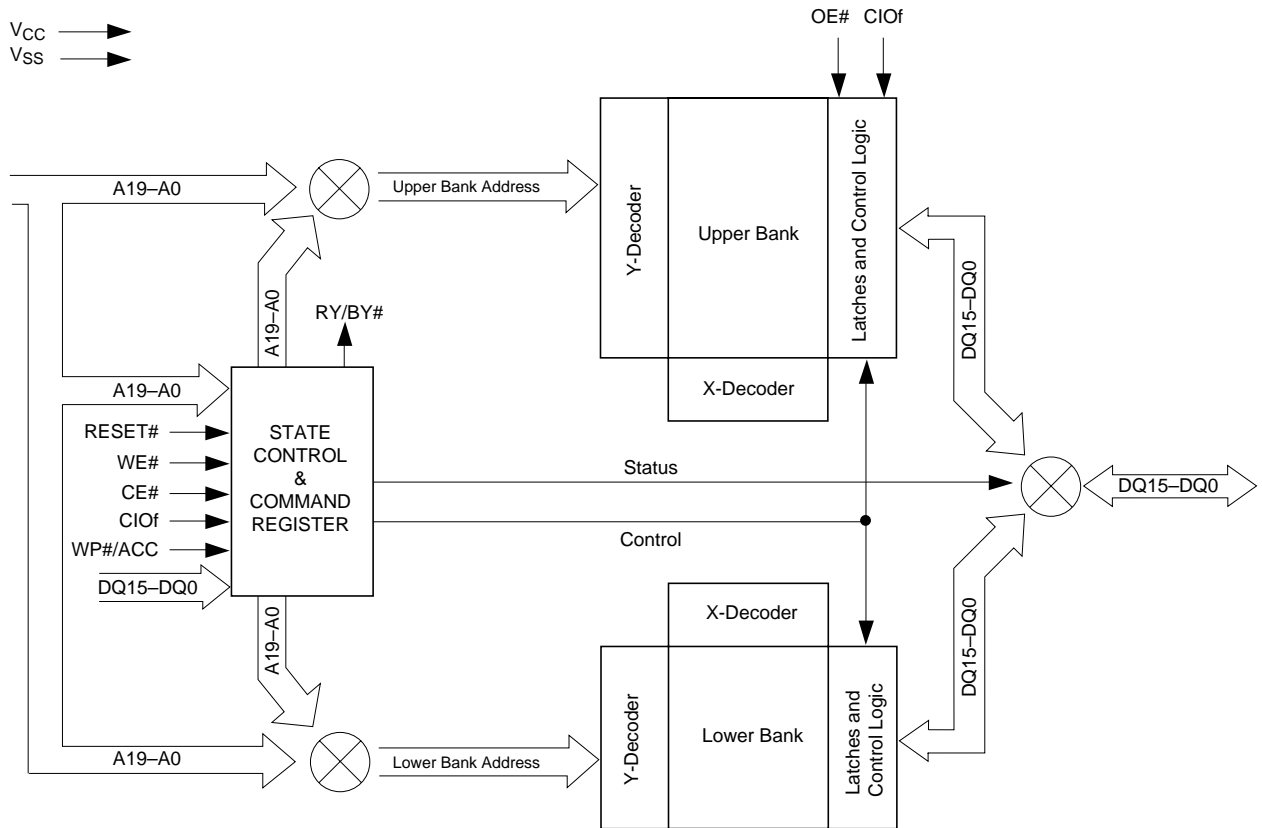 VCC
VSS
OE# CIOf
A19–A0
Upper Bank Address
Y-Decoder
Upper Bank
Latches and Control Logic
X-Decoder
DQ15–DQ0
A19–A0
RY/BY#
A19–A0
RESET#
WE#
CE#
CIOf
WP#/ACC
DQ15–DQ0
STATE
CONTROL
&
COMMAND
REGISTER
Status
Control
DQ15–DQ0
A19–A0
X-Decoder
DQ15–DQ0
A19–A0
Lower Bank Address
Y-Decoder
Lower Bank
Latches and
Control Logic